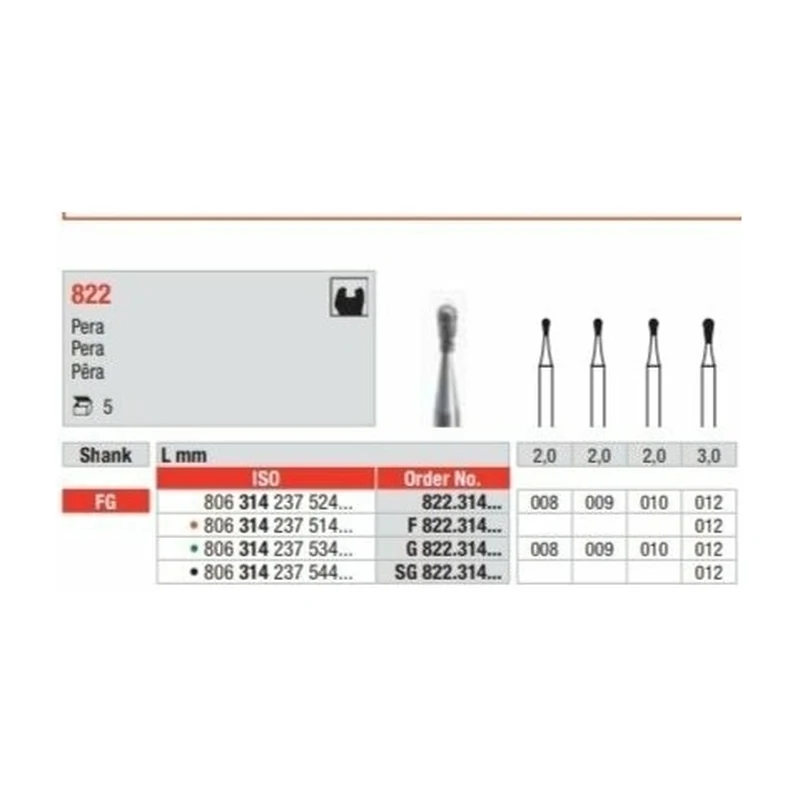 822
Pera
Pera
Pêra
5
Shank L mm 2,0 2,0 2,0 3,0
ISO Order No.
FG 806 314 237 524... 822.314... 008 009 010 012
• 806 314 237 514... F 822.314... 012
• 806 314 237 534... G 822.314... 008 009 010 012
• 806 314 237 544... SG 822.314... 012